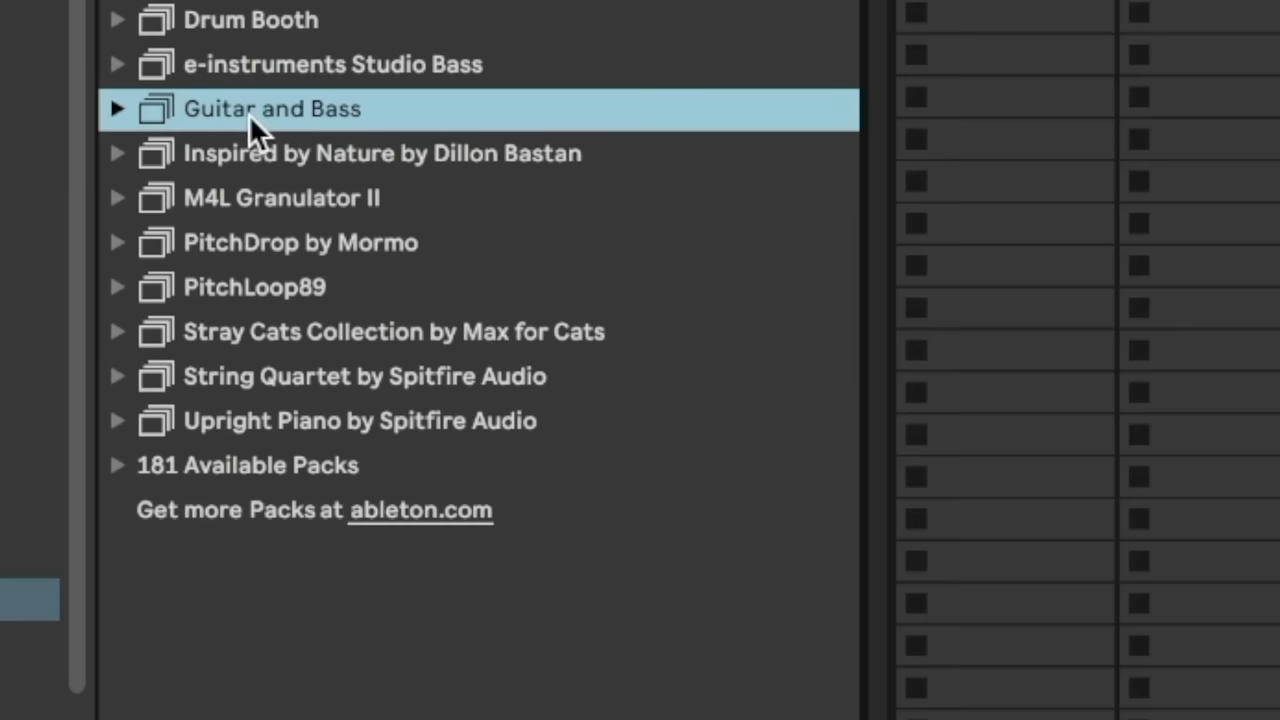 Drum Booth
e-instruments Studio Bass
Guitar and Bass
Inspired by Nature by Dillon Bastan
M4L Granulator II
PitchDrop by Mormo
PitchLoop89
Stray Cats Collection by Max for Cats
String Quartet by Spitfire Audio
Upright Piano by Spitfire Audio
181 Available Packs
Get more Packs at ableton.com